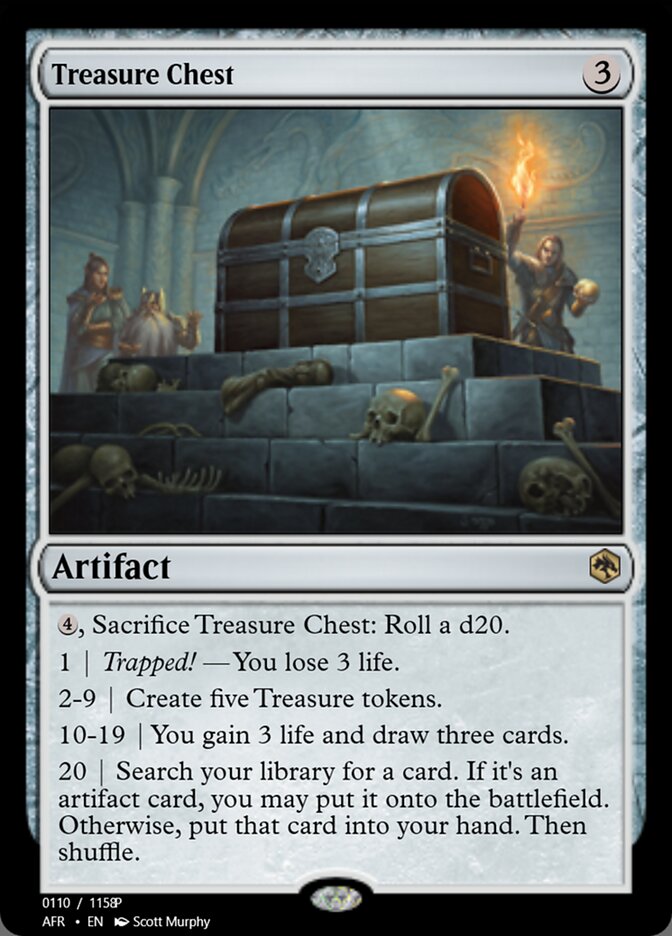 Treasure Chest 3
Artifact
4, Sacrifice Treasure Chest: Roll a d20.
1 | Trapped! — You lose 3 life.
2-9 | Create five Treasure tokens.
10-19 | You gain 3 life and draw three cards.
20 | Search your library for a card. If it's an
artifact card, you may put it onto the battlefield.
Otherwise, put that card into your hand. Then
shuffle.
0110 / 1158P
AFR • EN Scott Murphy